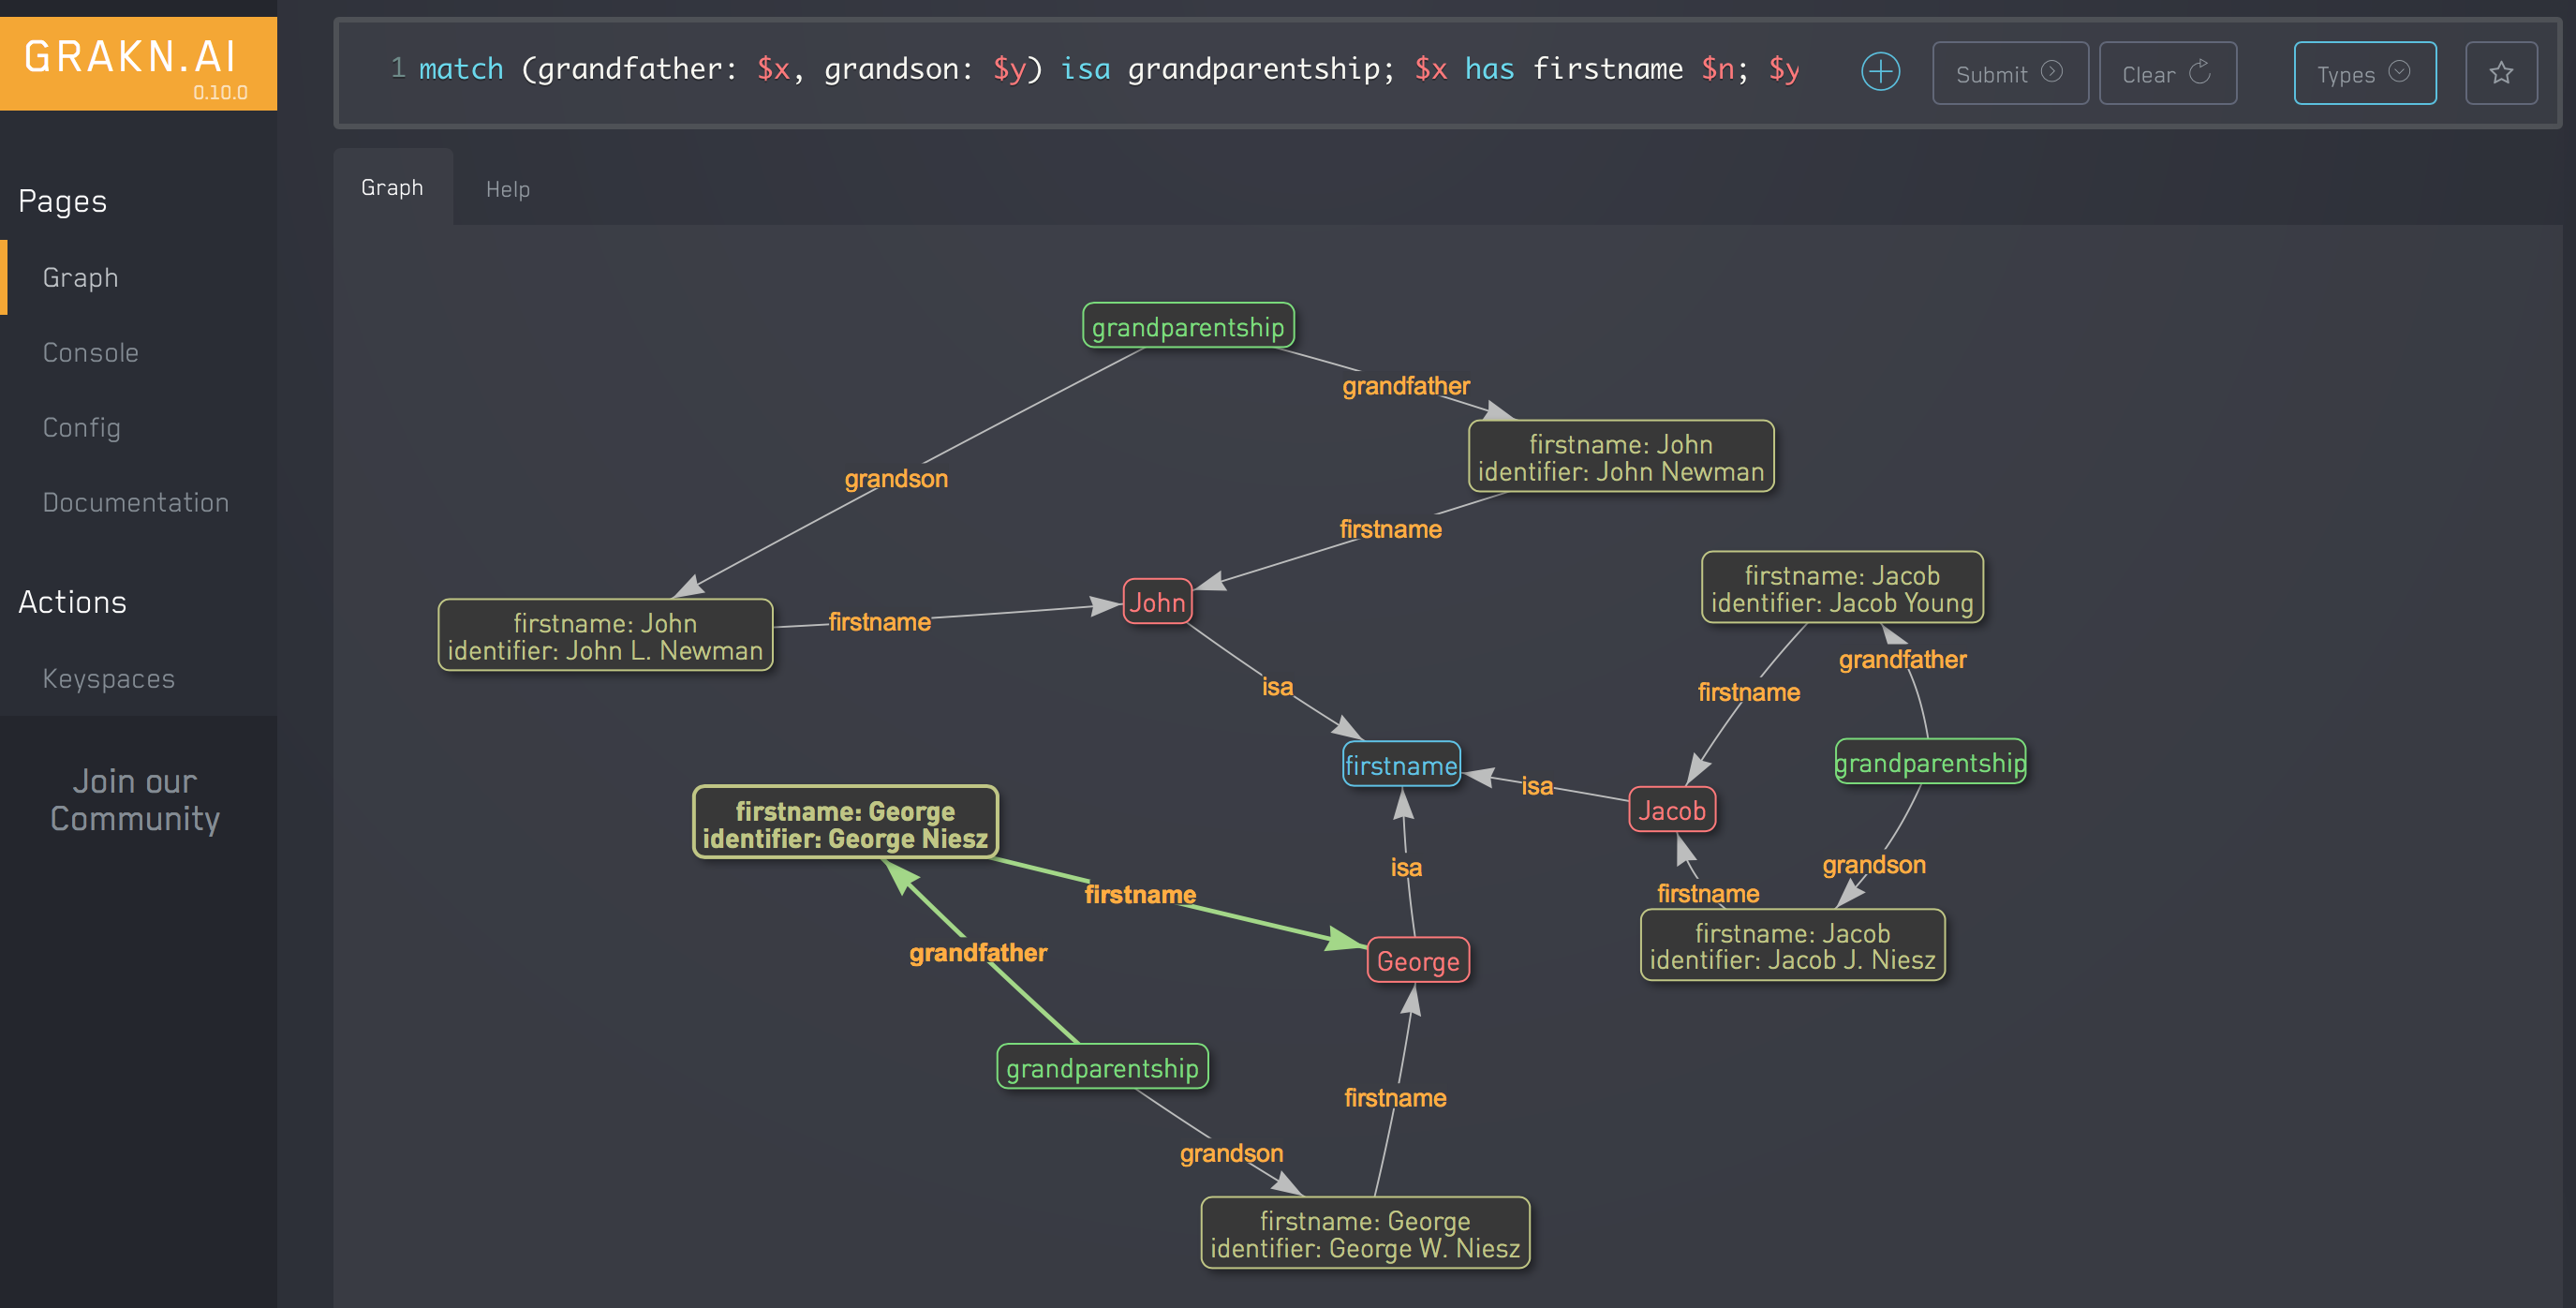 GRAKN.AI
0.10.0
1 match (grandfather: $x, grandson: $y) isa grandparentship; $x has firstname $n; $y
Submit
Clear
Types
Pages
Graph
Console
Config
Documentation
Actions
Keyspaces
Join our
Community
Graph
Help
grandparentship
grandfather
firstname: John
identifier: John Newman
grandson
firstname
firstname: John
identifier: John L. Newman
firstname
John
isa
firstname: Jacob
identifier: Jacob Young
grandfather
firstname
grandparentship
firstname
isa
Jacob
grandson
firstname
firstname: Jacob
identifier: Jacob J. Niesz
firstname: George
identifier: George Niesz
firstname
isa
grandfather
George
grandparentship
firstname
grandson
firstname: George
identifier: George W. Niesz